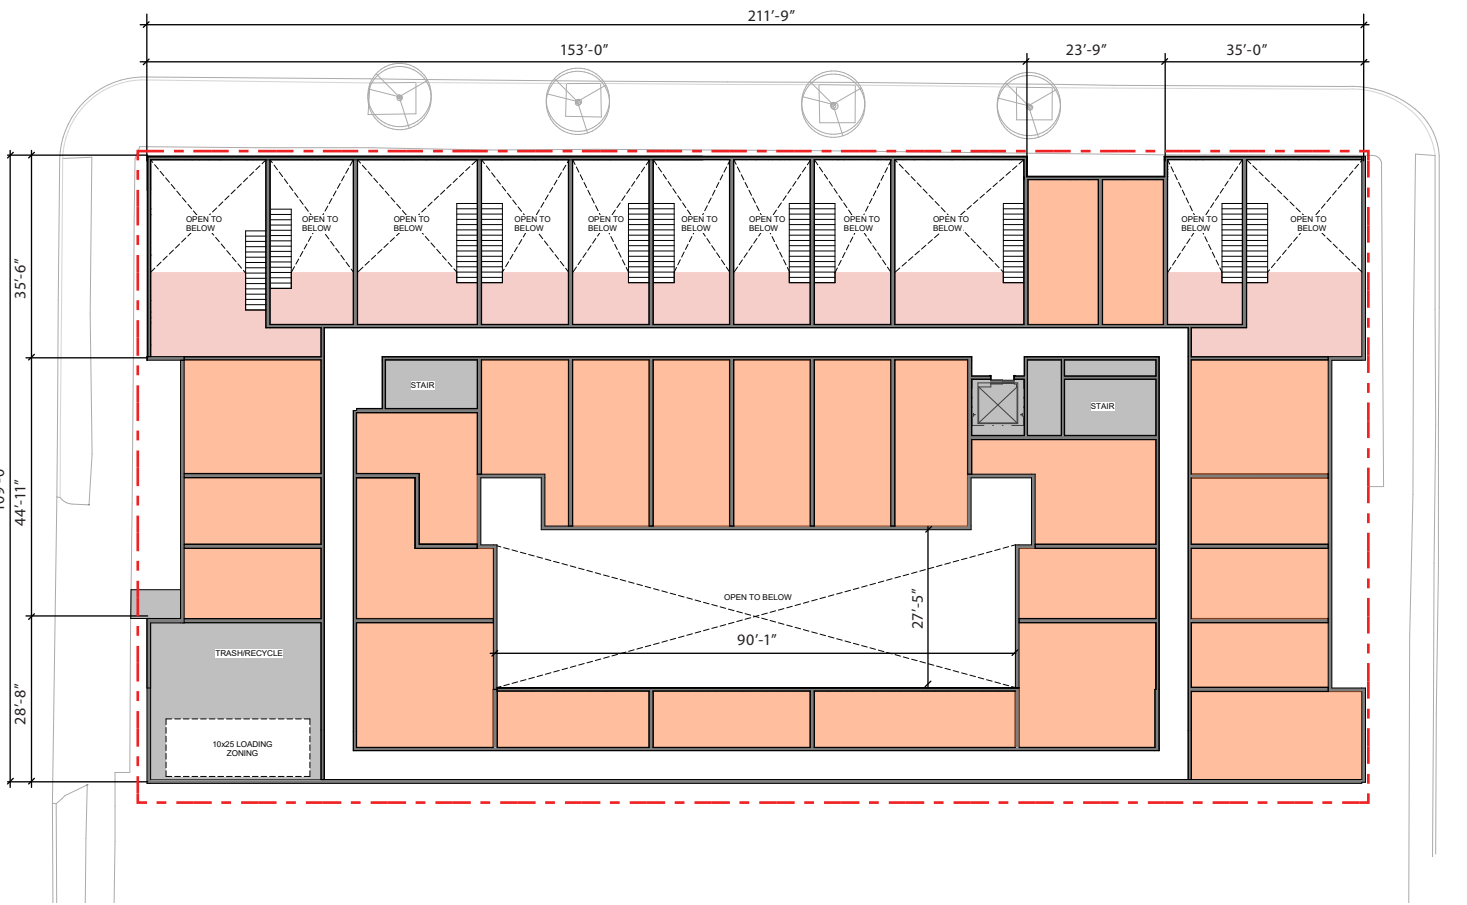 211’-9”
153’-0”
23’-9”
35’-0”
OPEN TO
BELOW
OPEN TO
BELOW
OPEN TO
BELOW
OPEN TO
BELOW
OPEN TO
BELOW
OPEN TO
BELOW
OPEN TO
BELOW
OPEN TO
BELOW
OPEN TO
BELOW
OPEN TO
BELOW
OPEN TO
BELOW
35’-6”
STAIR
STAIR
44’-11”
OPEN TO BELOW
27’-5”
90’-1”
TRASH/RECYCLE
28’-8”
10x25 LOADING
ZONING